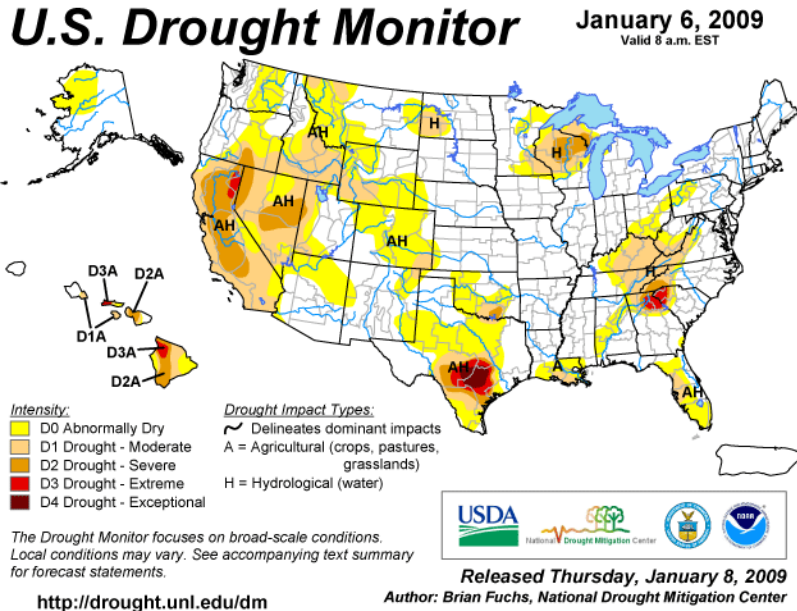 U.S. Drought Monitor
January 6, 2009
Valid 8 a.m. EST
H
AH
H
AH
AH
AH
H
D3A
D2A
D1A
D3A
D2A
AH
A
AH
Intensity:
D0 Abnormally Dry
D1 Drought - Moderate
D2 Drought - Severe
D3 Drought - Extreme
D4 Drought - Exceptional
Drought Impact Types:
Delineates dominant impacts
A = Agricultural (crops, pastures,
grasslands)
H = Hydrological (water)
The Drought Monitor focuses on broad-scale conditions.
Local conditions may vary. See accompanying text summary
for forecast statements.
http://drought.unl.edu/dm
USDA
National Drought Mitigation Center
noaa
Released Thursday, January 8, 2009
Author: Brian Fuchs, National Drought Mitigation Center